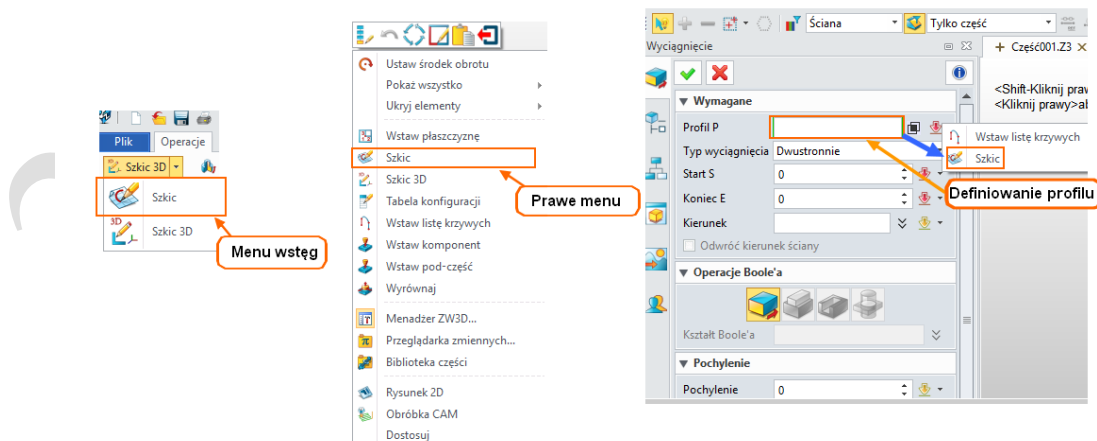 Plik Operacje
Szkic 3D
Szkic
3D
Szkic 3D
Menu wstęg
Ustaw środek obrotu
Pokaż wszystko
Ukryj elementy
Wstaw płaszczyznę
Szkic
Szkic 3D
Tabela konfiguracji
Wstaw listę krzywych
Wstaw komponent
Wstaw pod-część
Wyrównaj
Menadżer ZW3D...
Przeglądarka zmiennych...
Biblioteka części
Rysunek 2D
Obróbka CAM
Dostosuj
Prawe menu
Ściana Tylko część
Wyciągnięcie
+ Część001.Z3
<Shift-Kliknij praw
<Kliknij prawy>ab
Wymagane
Profil P
Typ wyciągnięcia Dwustronnie
Start S 0
Koniec E 0
Kierunek
Odwróć kierunek ściany
Wstaw listę krzywych
Szkic
Definiowanie profilu
Operacje Boole'a
Kształt Boole'a
Pochylenie
Pochylenie 0